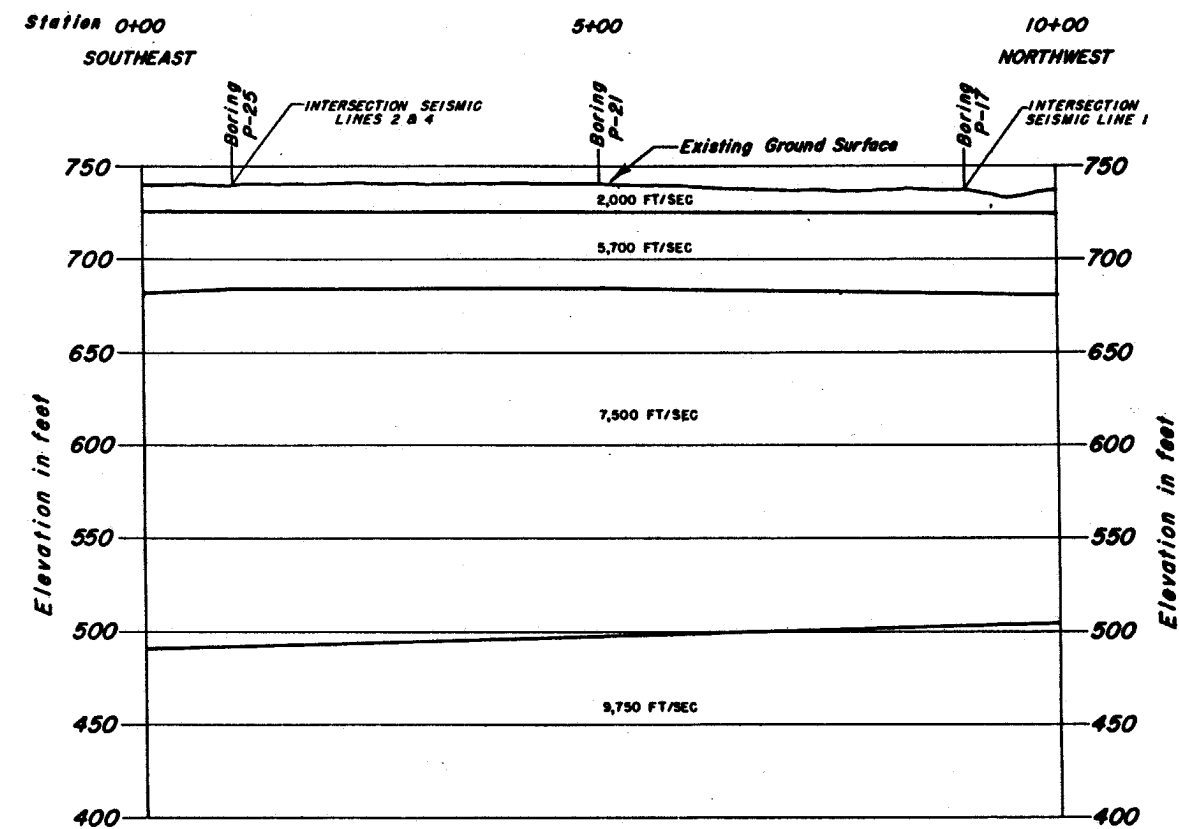 Station 0+00 5+00 10+00
SOUTHEAST NORTHWEST
Boring P-25
INTERSECTION SEISMIC
LINES 2 & 4
Boring P-21
Existing Ground Surface
Boring P-17
INTERSECTION
SEISMIC LINE 1
750 750
2,000 FT/SEC
5,700 FT/SEC
700 700
650 650
7,500 FT/SEC
600 600
Elevation in feet
Elevation in feet
550 550
500 500
9,750 FT/SEC
450 450
400 400